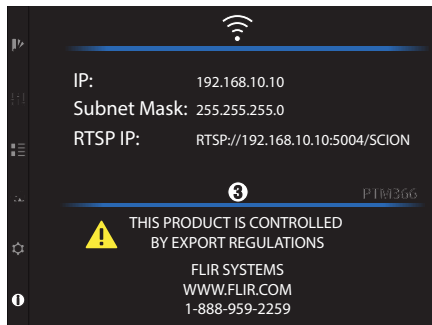 IP: 192.168.10.10
Subnet Mask: 255.255.255.0
RTSP IP: RTSP://192.168.10.10:5004/SCION
3
PTM366
THIS PRODUCT IS CONTROLLED
BY EXPORT REGULATIONS
FLIR SYSTEMS
WWW.FLIR.COM
1-888-959-2259